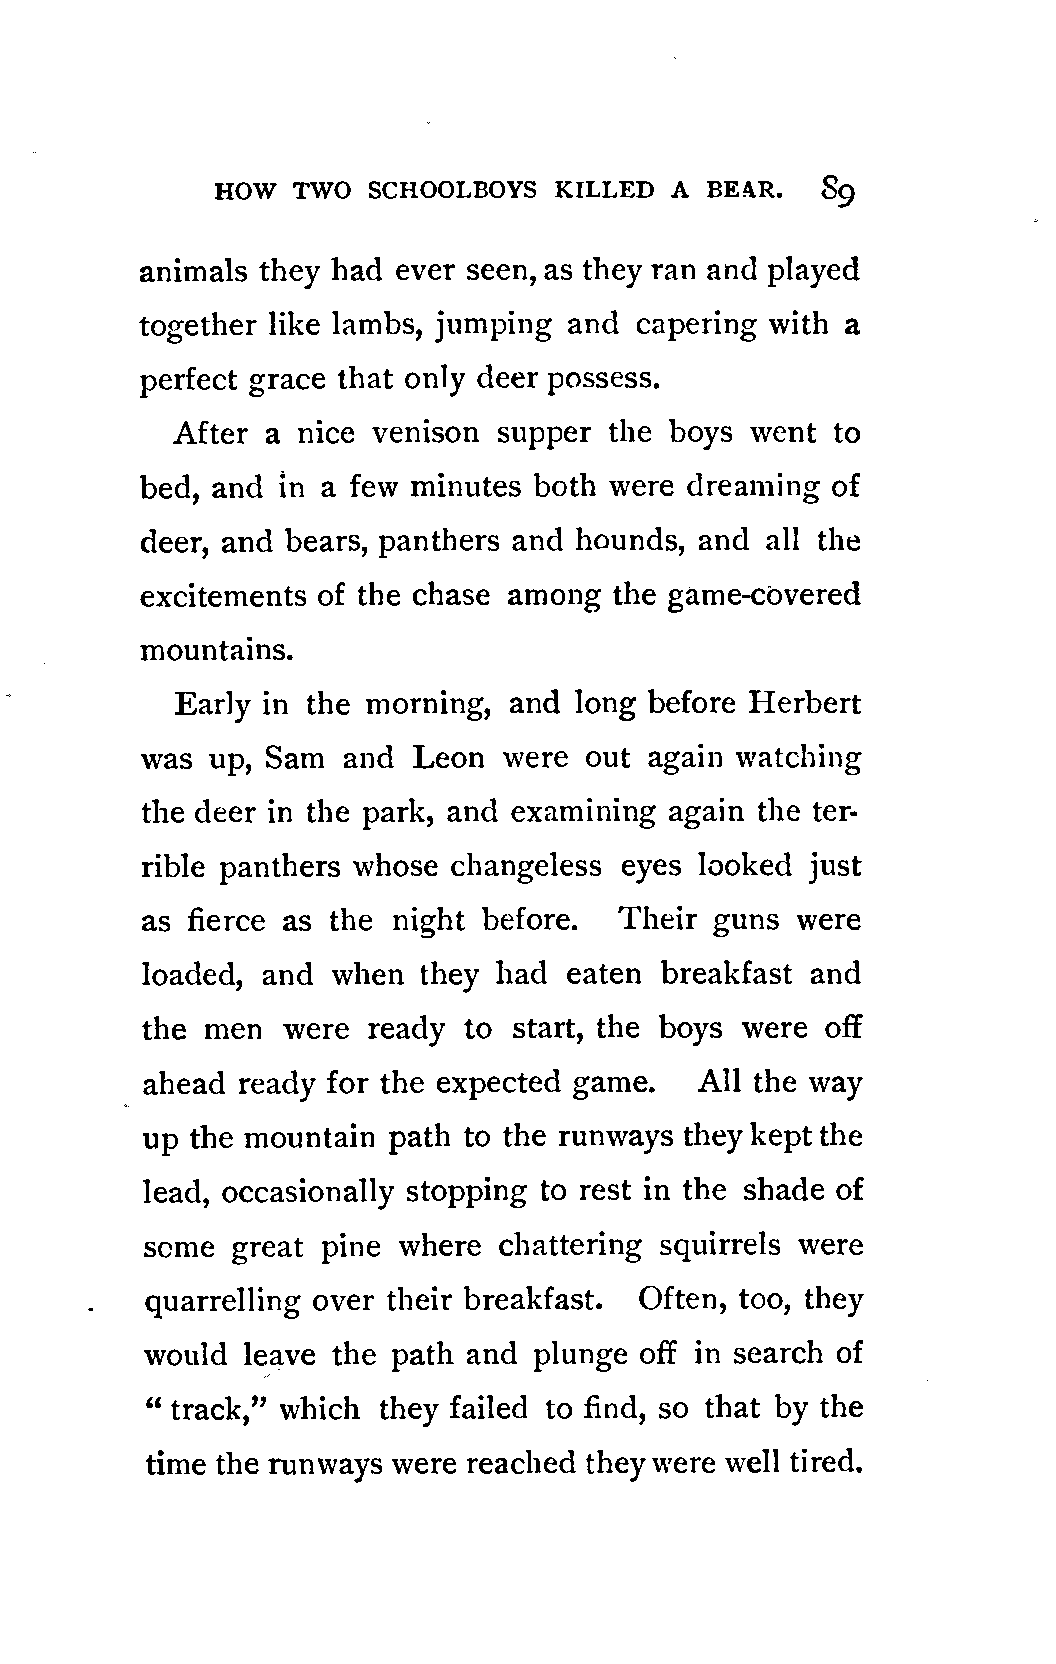 HOW TWO SCHOOLBOYS KILLED A BEAR. 89
animals they had ever seen, as they ran and played
together like lambs, jumping and capering with a
perfect grace that only deer possess.
After a nice venison supper the boys went to
bed, and in a few minutes both were dreaming of
deer, and bears, panthers and hounds, and all the
excitements of the chase among the game-covered
mountains.
Early in the morning, and long before Herbert
was up, Sam and Leon were out again watching
the deer in the park, and examining again the ter-
rible panthers whose changeless eyes looked just
as fierce as the night before. Their guns were
loaded, and when they had eaten breakfast and
the men were ready to start, the boys were off
ahead ready for the expected game. All the way
up the mountain path to the runways they kept the
lead, occasionally stopping to rest in the shade of
some great pine where chattering squirrels were
quarrelling over their breakfast. Often, too, they
would leave the path and plunge off in search of
“ track,” which they failed to find, so that by the
time the runways were reached they were well tired.